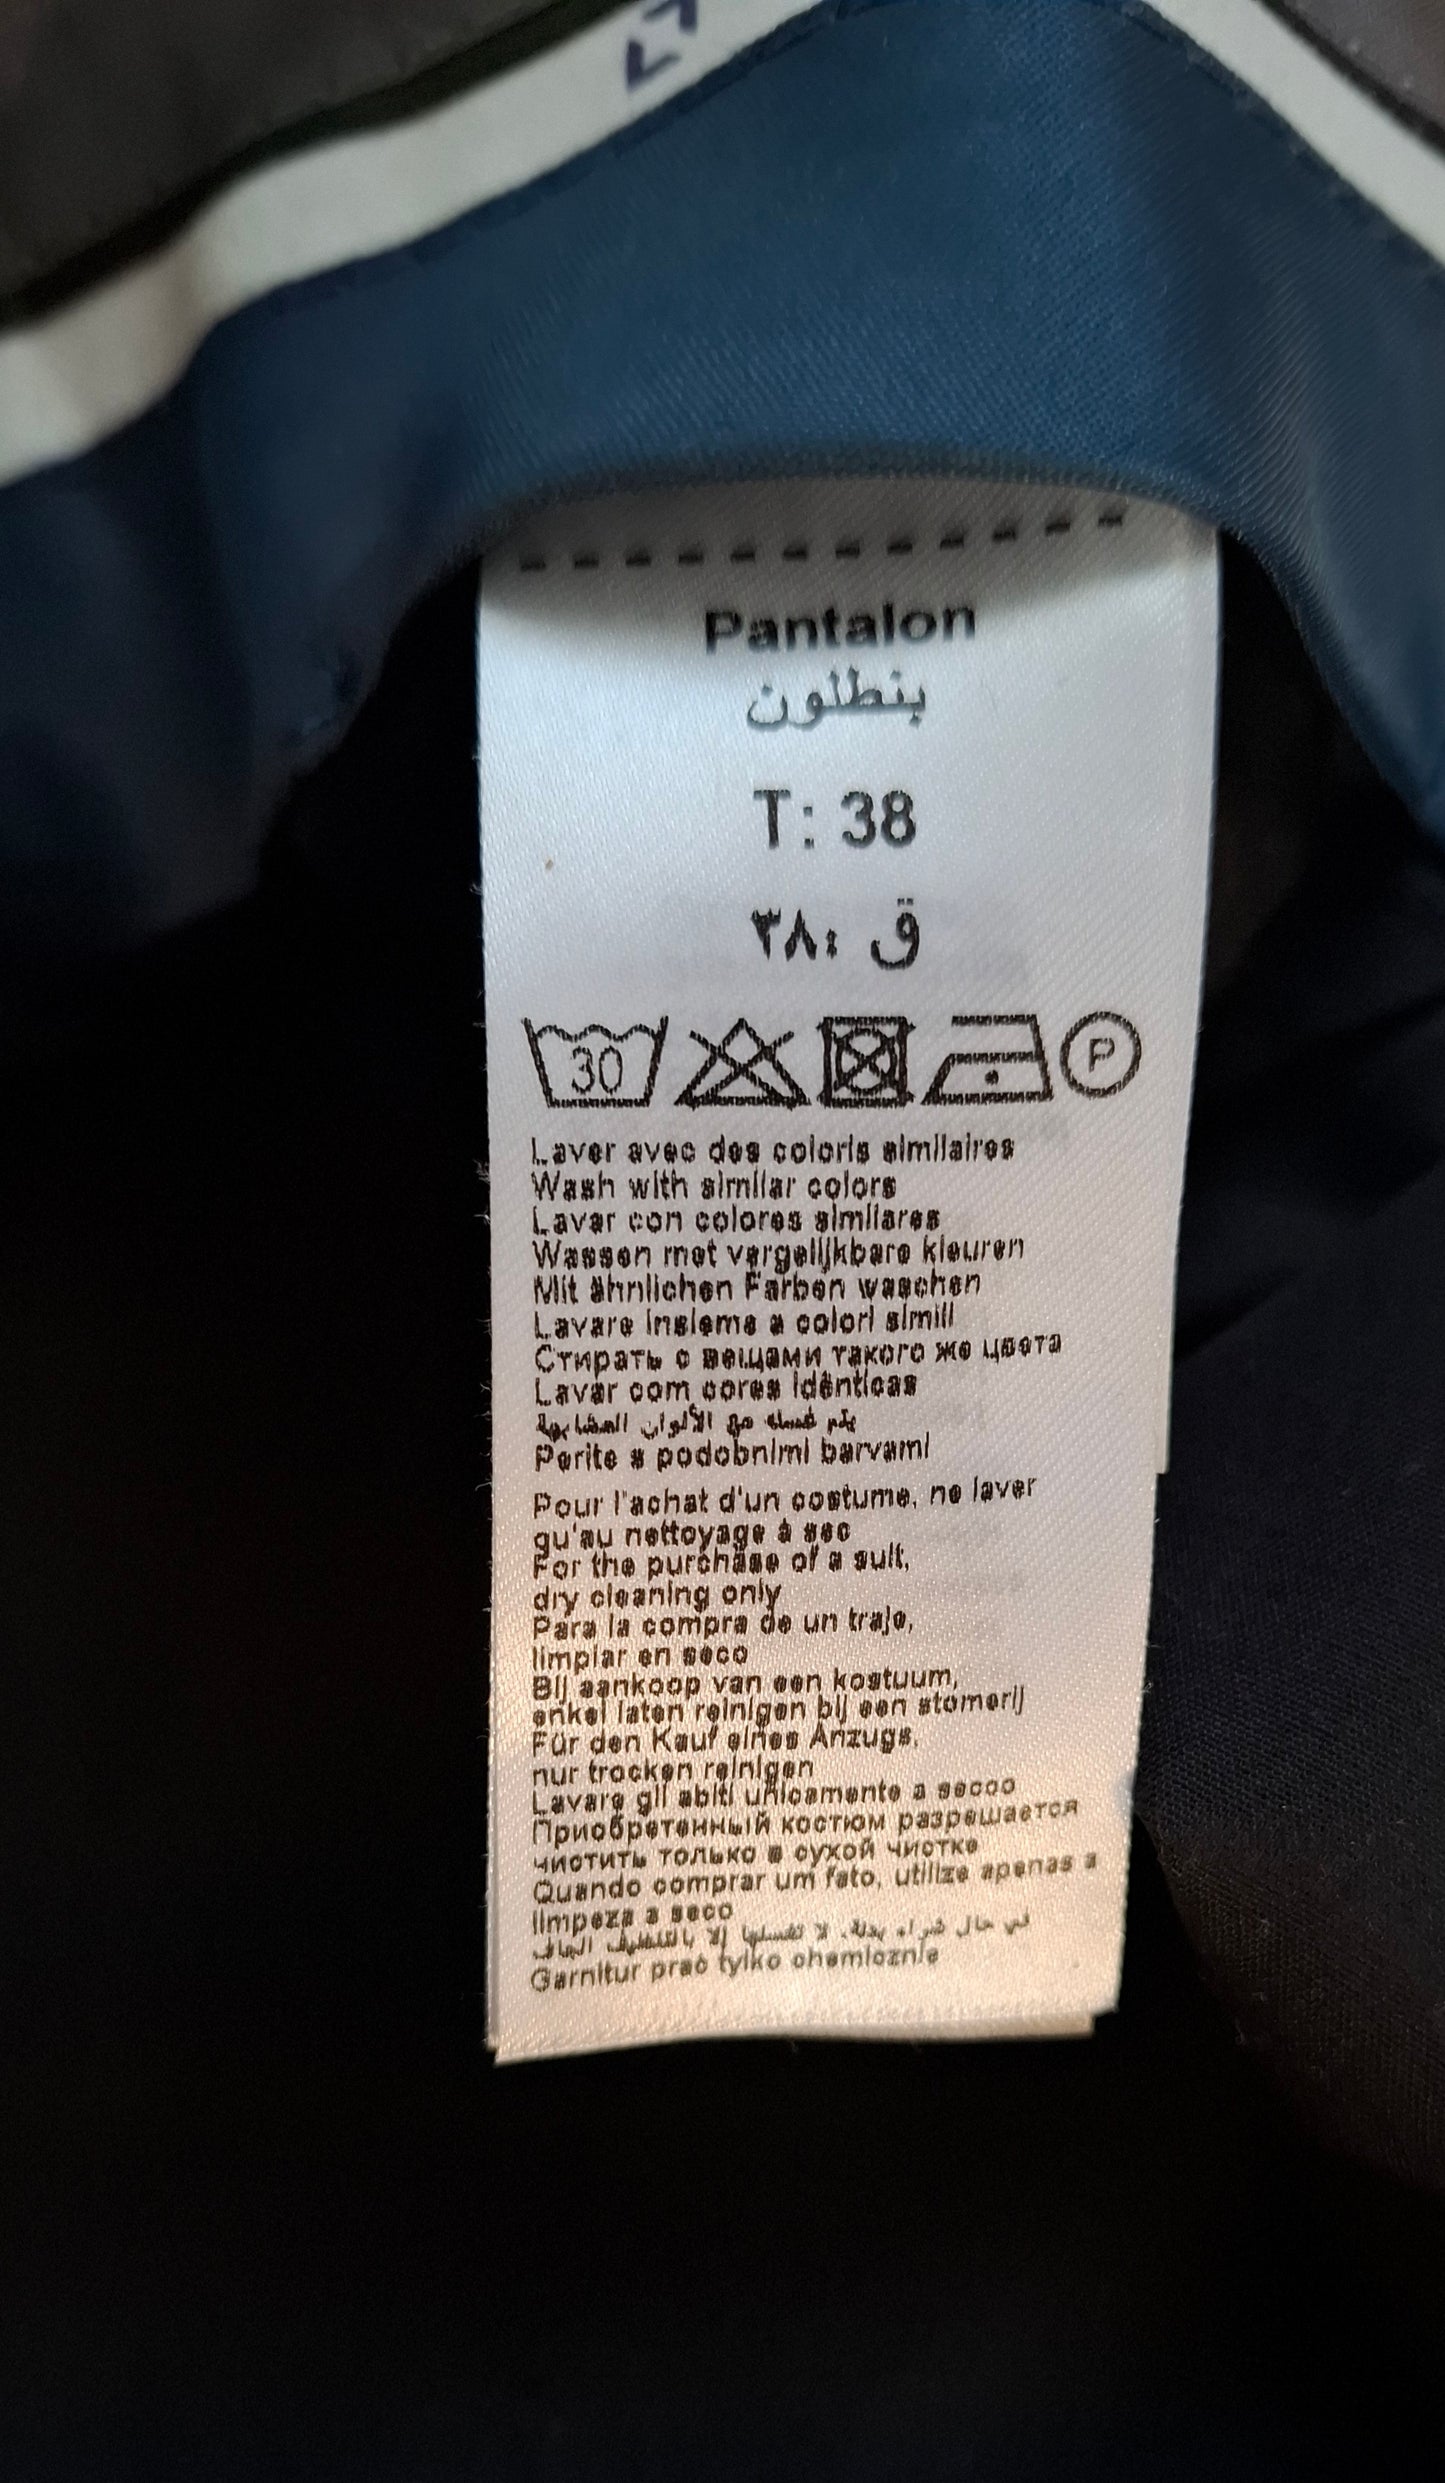 Pantalon
بنطلون
T: 38
ق :٣٨
30
P
Laver avec des coloris similaires
Wash with similar colors
Lavar con colores similares
Wassen met vergelijkbare kleuren
Mit ähnlichen Farben waschen
Lavare insieme a colori simili
Стирать с вещами такого же цвета
Lavar com cores idênticas
يتم غسله مع الألوان المشابهة
Perite s podobnimi barvami
Pour l'achat d'un costume, ne laver
qu'au nettoyage à sec
For the purchase of a suit,
dry cleaning only
Para la compra de un traje,
limpiar en seco
Bij aankoop van een kostuum,
enkel laten reinigen bij een stomerij
Für den Kauf eines Anzugs,
nur trocken reinigen
Lavare gli abiti unicamente a secco
Приобретенный костюм разрешается
чистить только в сухой чистке
Quando comprar um fato, utilize apenas a
limpeza a seco
في حال شراء بدلة، لا تغسلها إلا بالتنظيف الجاف
Garnitur prać tylko chemicznie